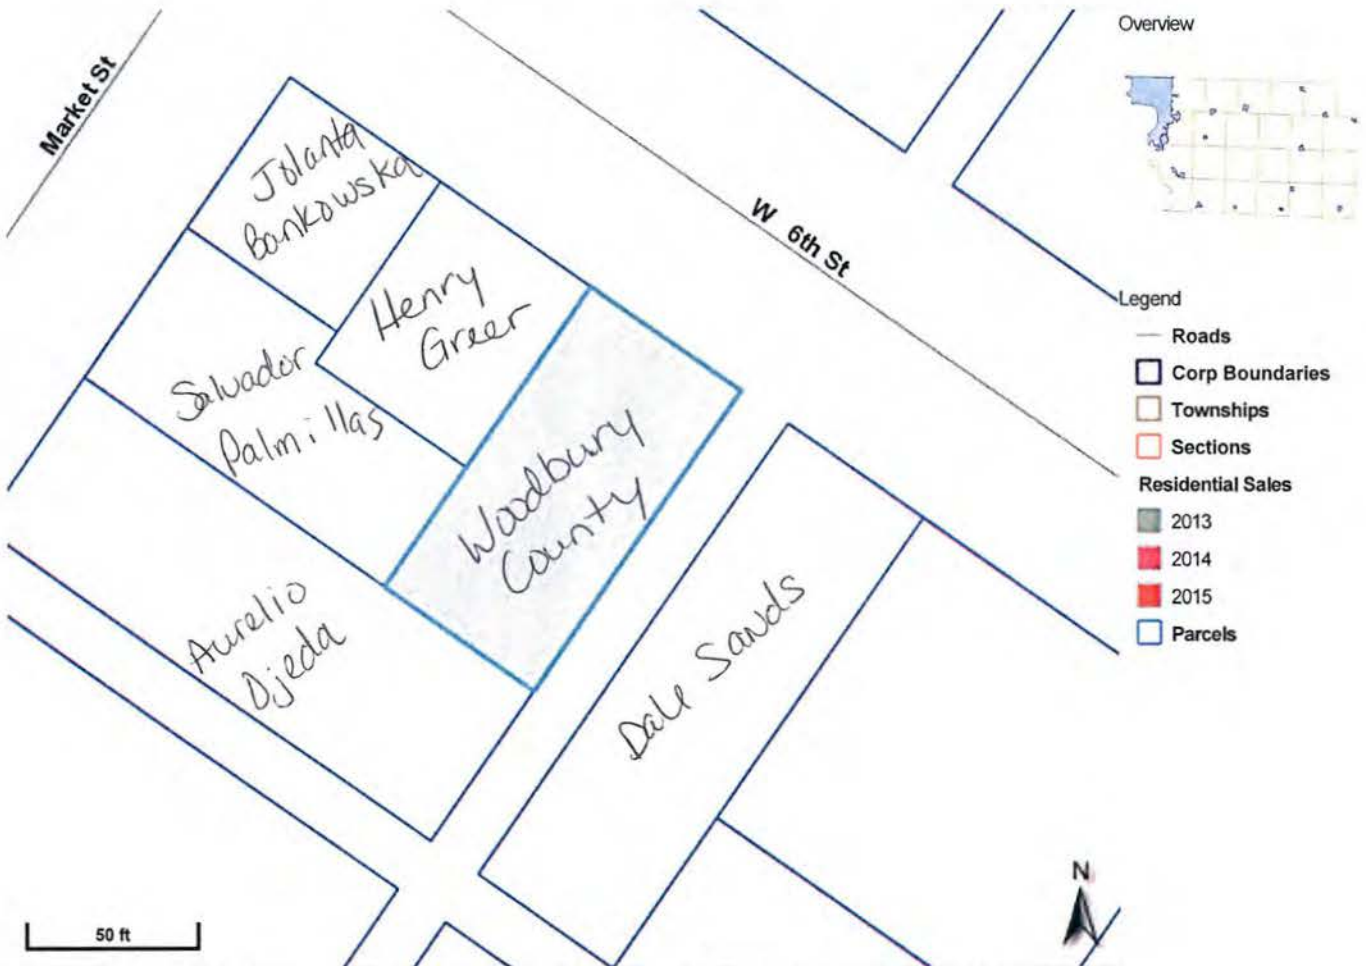 Market St
W 6th St
Jolanta
Bankowska
Henry
Greer
Salvador
Palmillas
Woodbury
County
Aurelio
Ojeda
Dale Sands
50 ft
N
Overview
Legend
Roads
Corp Boundaries
Townships
Sections
Residential Sales
2013
2014
2015
Parcels